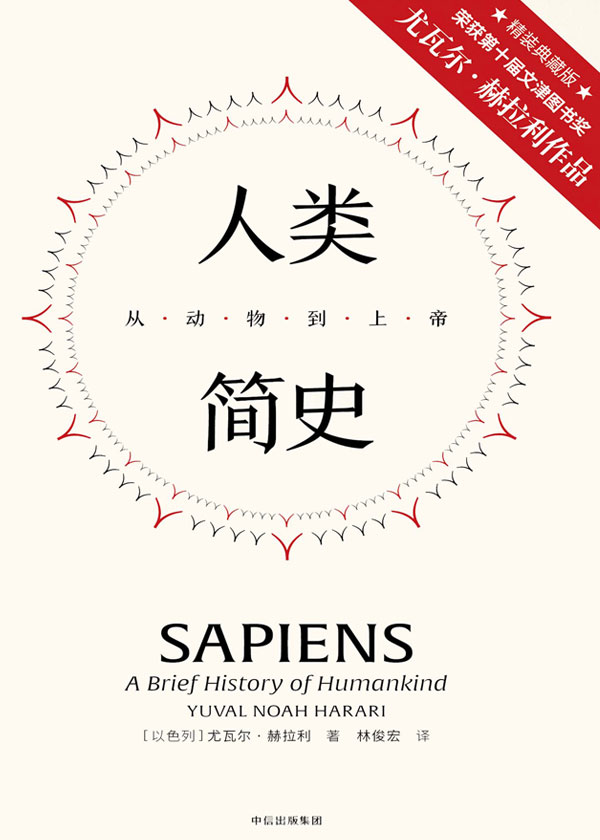 ★精装典藏版★
荣获第十届文津图书奖
尤瓦尔·赫拉利作品
人类
从·动·物·到·上·帝
简史
SAPIENS
A Brief History of Humankind
YUVAL NOAH HARARI
[以色列]尤瓦尔·赫拉利 著 林俊宏 译
中信出版集团